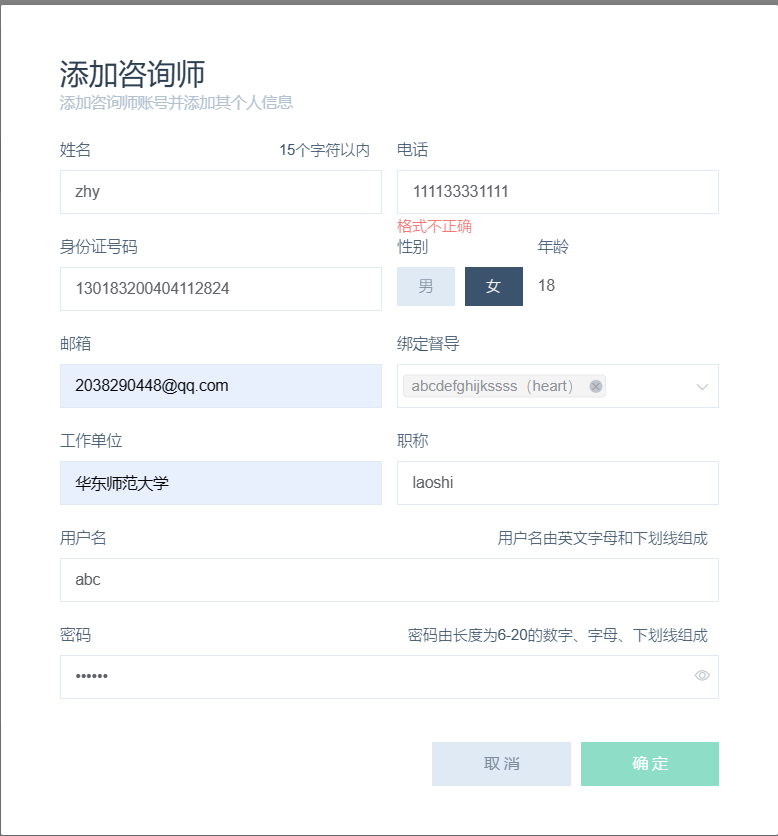 添加咨询师
添加咨询师账号并添加其个人信息
姓名 15个字符以内 电话
zhy 111133331111
格式不正确
身份证号码 性别 年龄
130183200404112824 男 女 18
邮箱 绑定督导
2038290448@qq.com abcdefghijkssss（heart）
工作单位 职称
华东师范大学 laoshi
用户名 用户名由英文字母和下划线组成
abc
密码 密码由长度为6-20的数字、字母、下划线组成
••••••
取消 确定